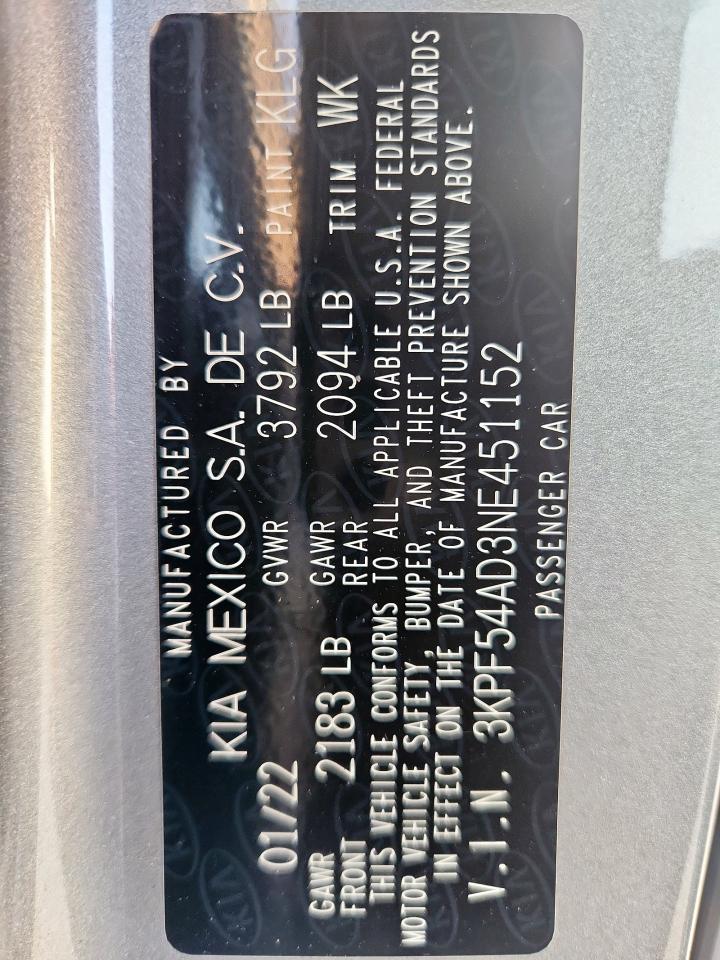 MANUFACTURED BY
KIA MEXICO S.A. DE C.V.
01/22 GVWR 3792 LB PAINT KLG
GAWR FRONT 2183 LB GAWR REAR 2094 LB TRIM WK
THIS VEHICLE CONFORMS TO ALL APPLICABLE U.S.A. FEDERAL
MOTOR VEHICLE SAFETY, BUMPER, AND THEFT PREVENTION STANDARDS
IN EFFECT ON THE DATE OF MANUFACTURE SHOWN ABOVE.
V.I.N. 3KPF54AD3NE451152
PASSENGER CAR